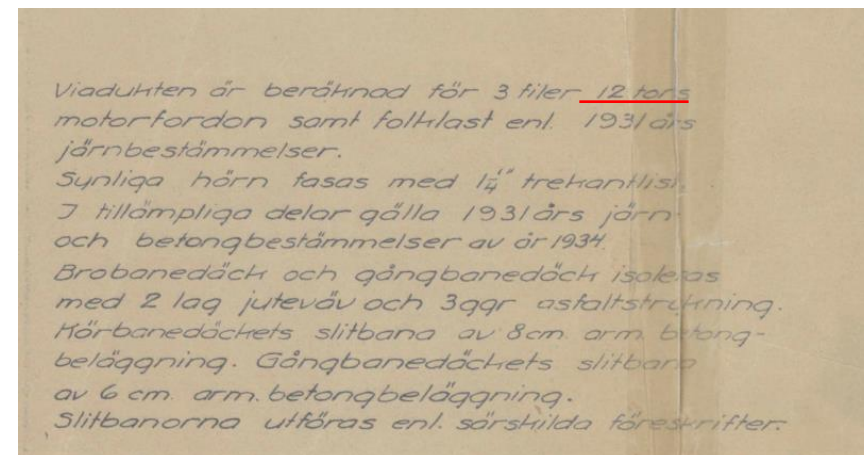 Viadukten är beräknad för 3 filer 12 tons
motorfordon samt folklast enl. 1931 års
järnbestämmelser.
Synliga hörn fasas med 1¼" trekantlist.
I tillämpliga delar gälla 1931 års järn-
och betongbestämmelser av år 1934.
Brobanedäck och gångbanedäck isoleras
med 2 lag juteväv och 3ggr asfaltstrykning.
Körbanedäckets slitbana av 8cm. arm. betong-
beläggning. Gångbanedäckets slitbana
av 6 cm. arm. betongbeläggning.
Slitbanorna utföras enl. särskilda föreskrifter.